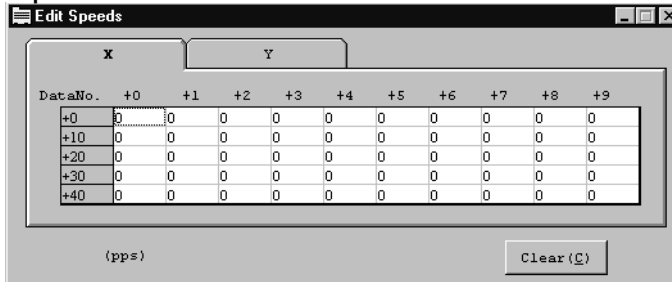 Edit Speeds
X Y
DataNo. +0 +1 +2 +3 +4 +5 +6 +7 +8 +9
+0 0 0 0 0 0 0 0 0 0 0
+10 0 0 0 0 0 0 0 0 0 0
+20 0 0 0 0 0 0 0 0 0 0
+30 0 0 0 0 0 0 0 0 0 0
+40 0 0 0 0 0 0 0 0 0 0
(pps) Clear(C)